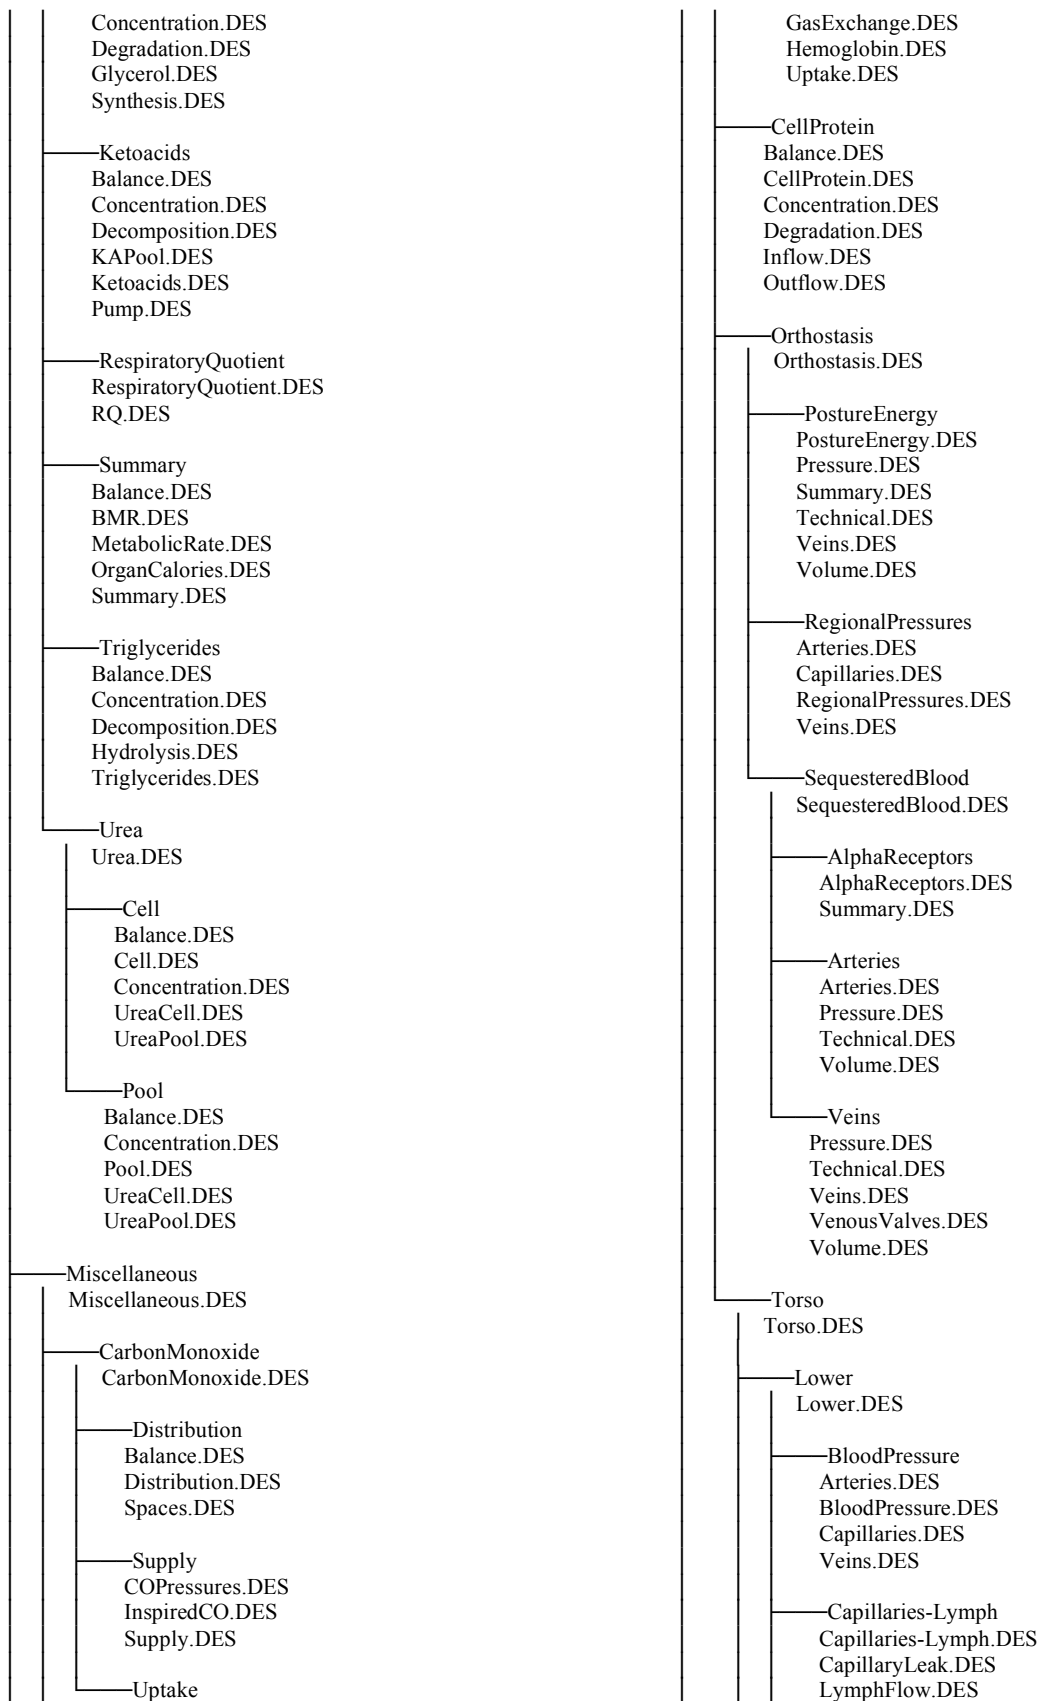 Concentration.DES
Degradation.DES
Glycerol.DES
Synthesis.DES
Ketoacids
Balance.DES
Concentration.DES
Decomposition.DES
KAPool.DES
Ketoacids.DES
Pump.DES
RespiratoryQuotient
RespiratoryQuotient.DES
RQ.DES
Summary
Balance.DES
BMR.DES
MetabolicRate.DES
OrganCalories.DES
Summary.DES
Triglycerides
Balance.DES
Concentration.DES
Decomposition.DES
Hydrolysis.DES
Triglycerides.DES
Urea
Urea.DES
Cell
Balance.DES
Cell.DES
Concentration.DES
UreaCell.DES
UreaPool.DES
Pool
Balance.DES
Concentration.DES
Pool.DES
UreaCell.DES
UreaPool.DES
Miscellaneous
Miscellaneous.DES
CarbonMonoxide
CarbonMonoxide.DES
Distribution
Balance.DES
Distribution.DES
Spaces.DES
Supply
COPressures.DES
InspiredCO.DES
Supply.DES
Uptake
GasExchange.DES
Hemoglobin.DES
Uptake.DES
CellProtein
Balance.DES
CellProtein.DES
Concentration.DES
Degradation.DES
Inflow.DES
Outflow.DES
Orthostasis
Orthostasis.DES
PostureEnergy
PostureEnergy.DES
Pressure.DES
Summary.DES
Technical.DES
Veins.DES
Volume.DES
RegionalPressures
Arteries.DES
Capillaries.DES
RegionalPressures.DES
Veins.DES
SequesteredBlood
SequesteredBlood.DES
AlphaReceptors
AlphaReceptors.DES
Summary.DES
Arteries
Arteries.DES
Pressure.DES
Technical.DES
Volume.DES
Veins
Pressure.DES
Technical.DES
Veins.DES
VenousValves.DES
Volume.DES
Torso
Torso.DES
Lower
Lower.DES
BloodPressure
Arteries.DES
BloodPressure.DES
Capillaries.DES
Veins.DES
Capillaries-Lymph
Capillaries-Lymph.DES
CapillaryLeak.DES
LymphFlow.DES